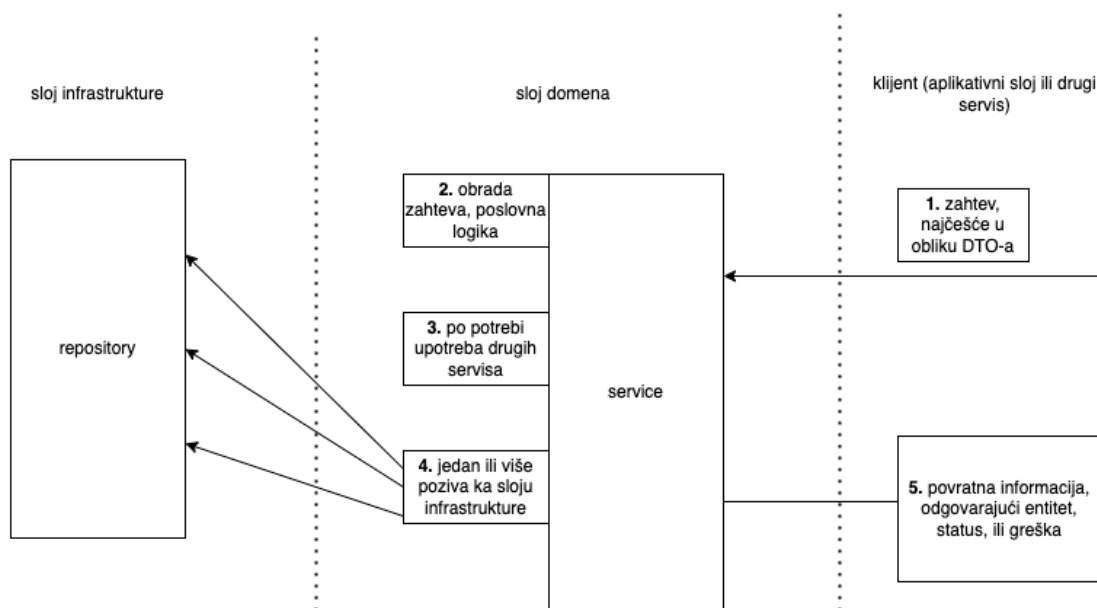 sloj infrastrukture
sloj domena
klijent (aplikativni sloj ili drugi
servis)
2. obrada
zahteva, poslovna
logika
1. zahtev,
najčešće u
obliku DTO-a
3. po potrebi
upotreba drugih
servisa
repository
service
4. jedan ili više
poziva ka sloju
infrastrukture
5. povratna informacija,
odgovarajući entitet,
status, ili greška